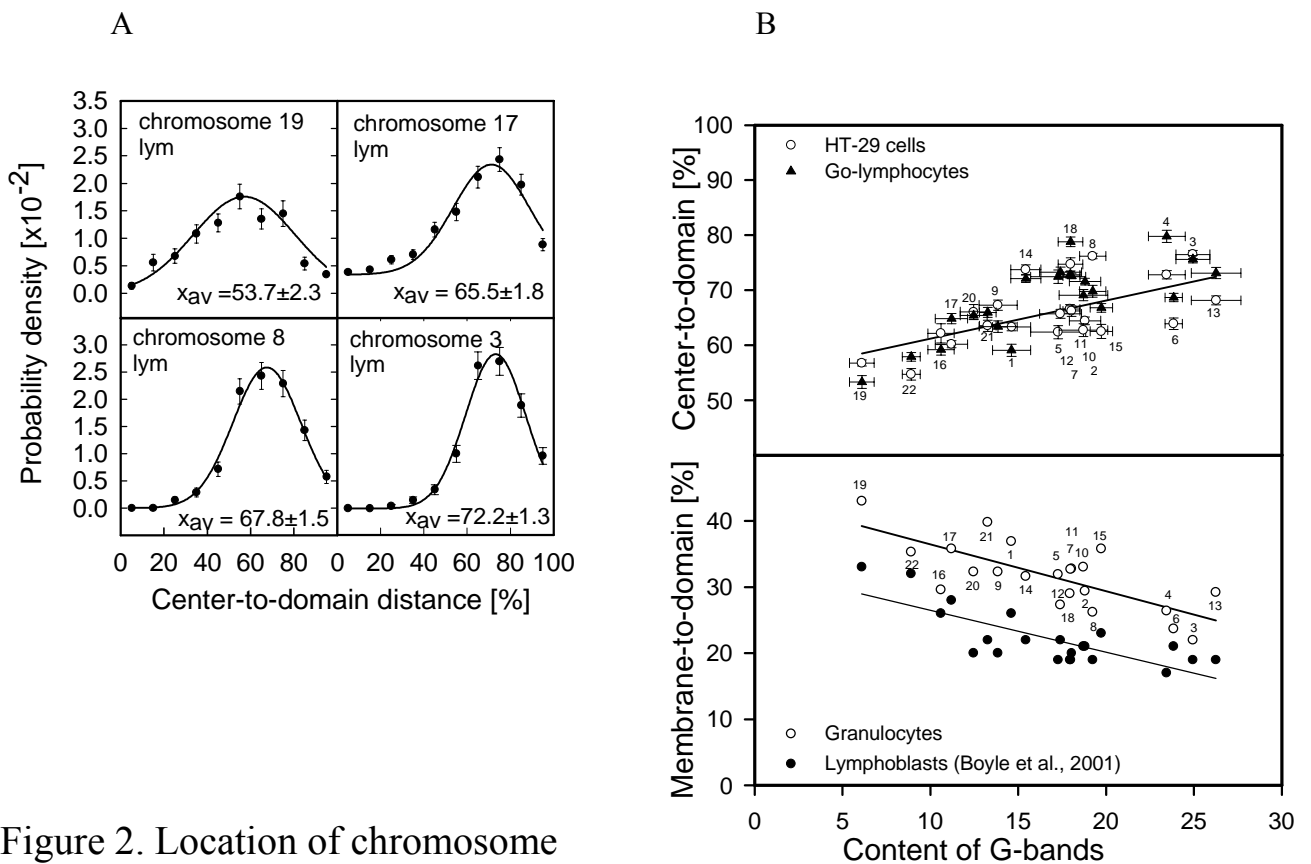 A
B
3.5
3.0
2.5
2.0
1.5
1.0
0.5
0.0
3.0
2.5
2.0
1.5
1.0
0.5
0.0
Probability density [x10-2]
chromosome 19
lym
xav =53.7±2.3
chromosome 17
lym
xav = 65.5±1.8
chromosome 8
lym
xav = 67.8±1.5
chromosome 3
lym
xav =72.2±1.3
0 20 40 60 80 0 20 40 60 80 100
Center-to-domain distance [%]
Center-to-domain [%]
100
90
80
70
60
50
HT-29 cells
Go-lymphocytes
18
4
14
8
3
9
20
17
21
16
1
5
11
12
10
7
2
15
6
13
19
22
Membrane-to-domain [%]
40
30
20
10
0
19
17
21
11
15
22
1
5
7
10
16
20
9
14
12
2
18
8
4
6
3
13
Granulocytes
Lymphoblasts (Boyle et al., 2001)
0 5 10 15 20 25 30
Content of G-bands
Figure 2. Location of chromosome